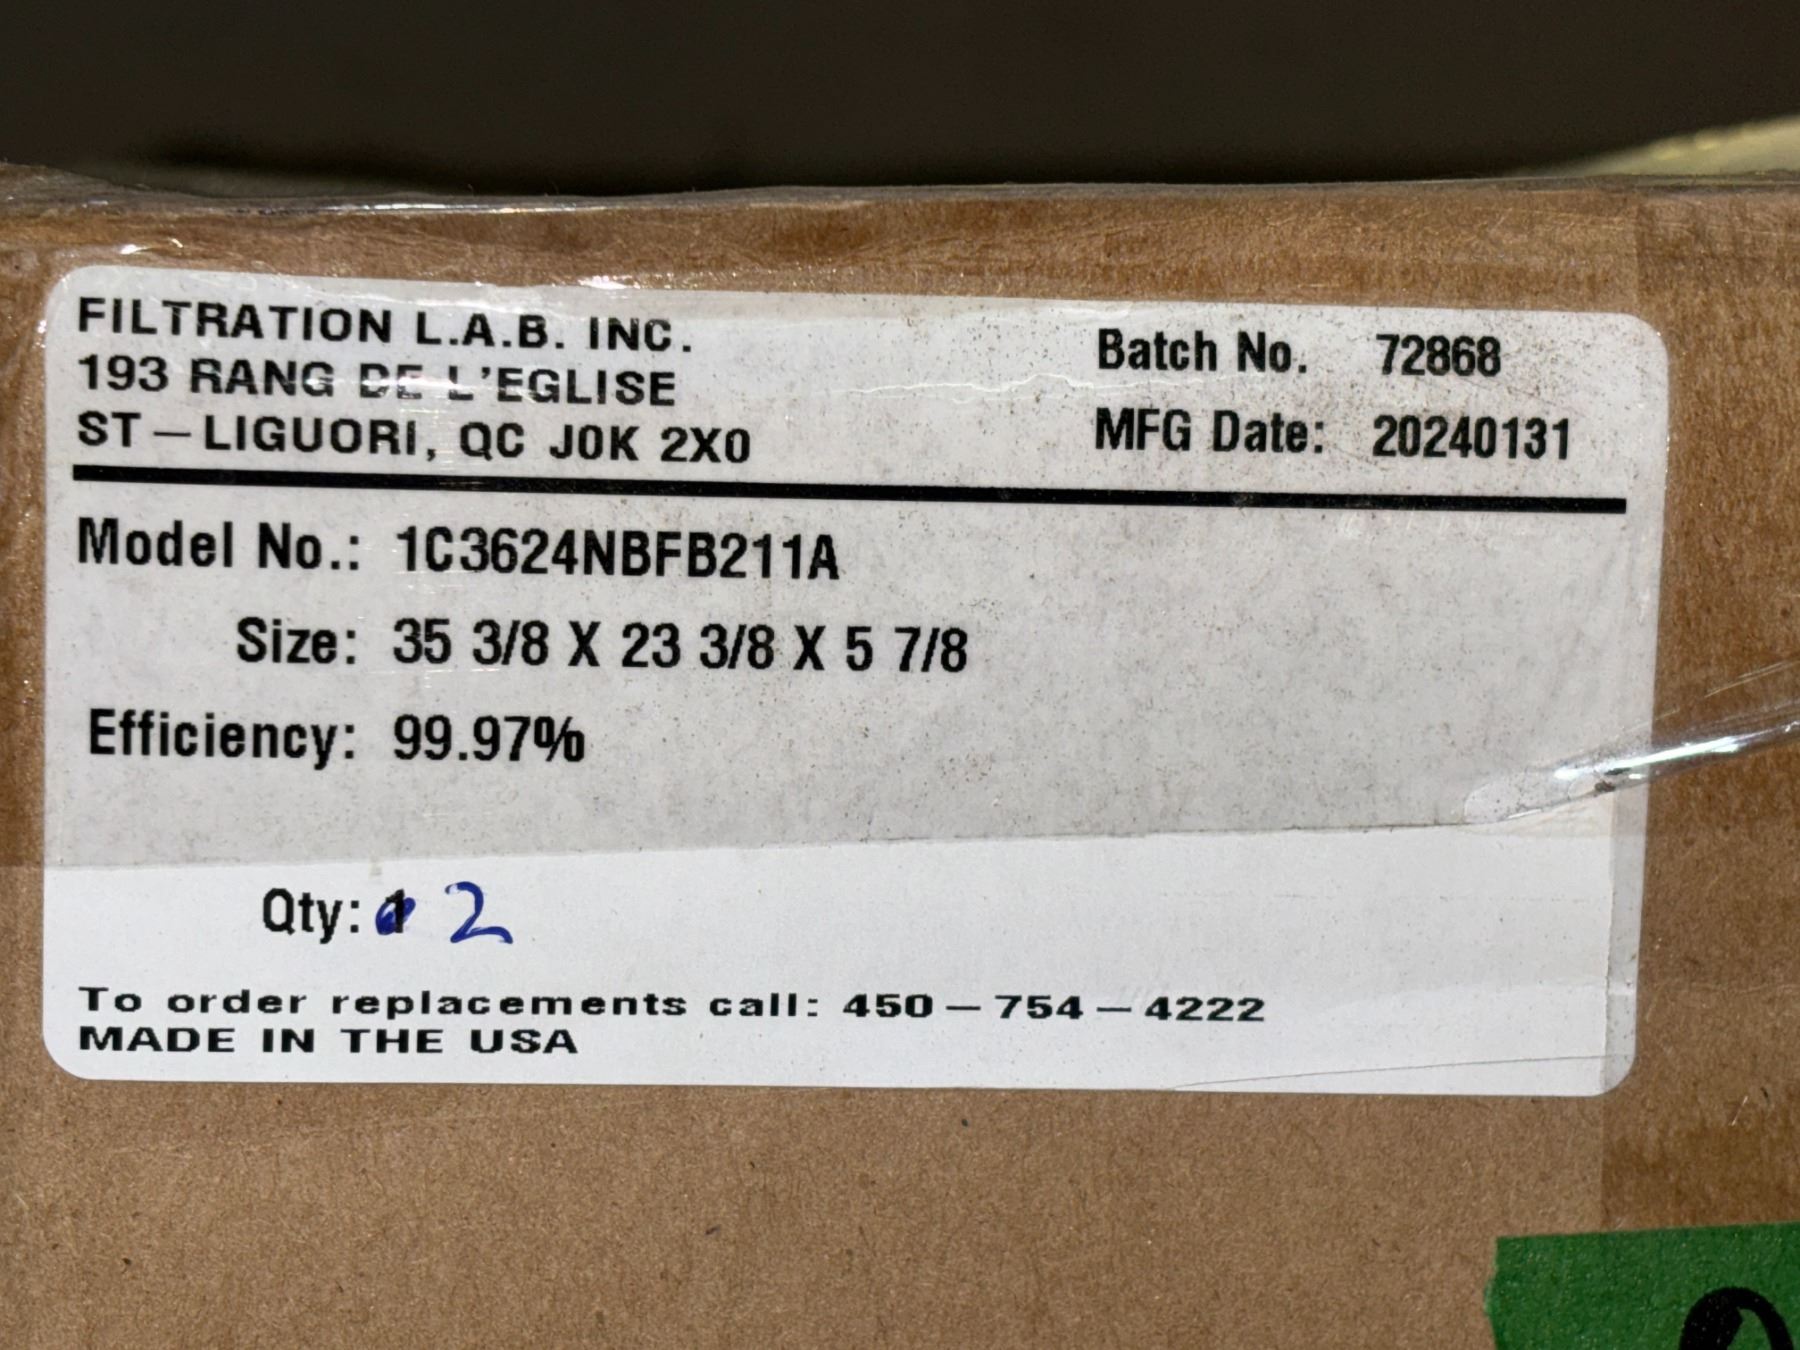 FILTRATION L.A.B. INC.
193 RANG DE L'EGLISE
ST-LIGUORI, QC J0K 2X0
Batch No. 72868
MFG Date: 20240131
Model No.: 1C3624NBFB211A
Size: 35 3/8 X 23 3/8 X 5 7/8
Efficiency: 99.97%
Qty: 1 2
To order replacements call: 450-754-4222
MADE IN THE USA